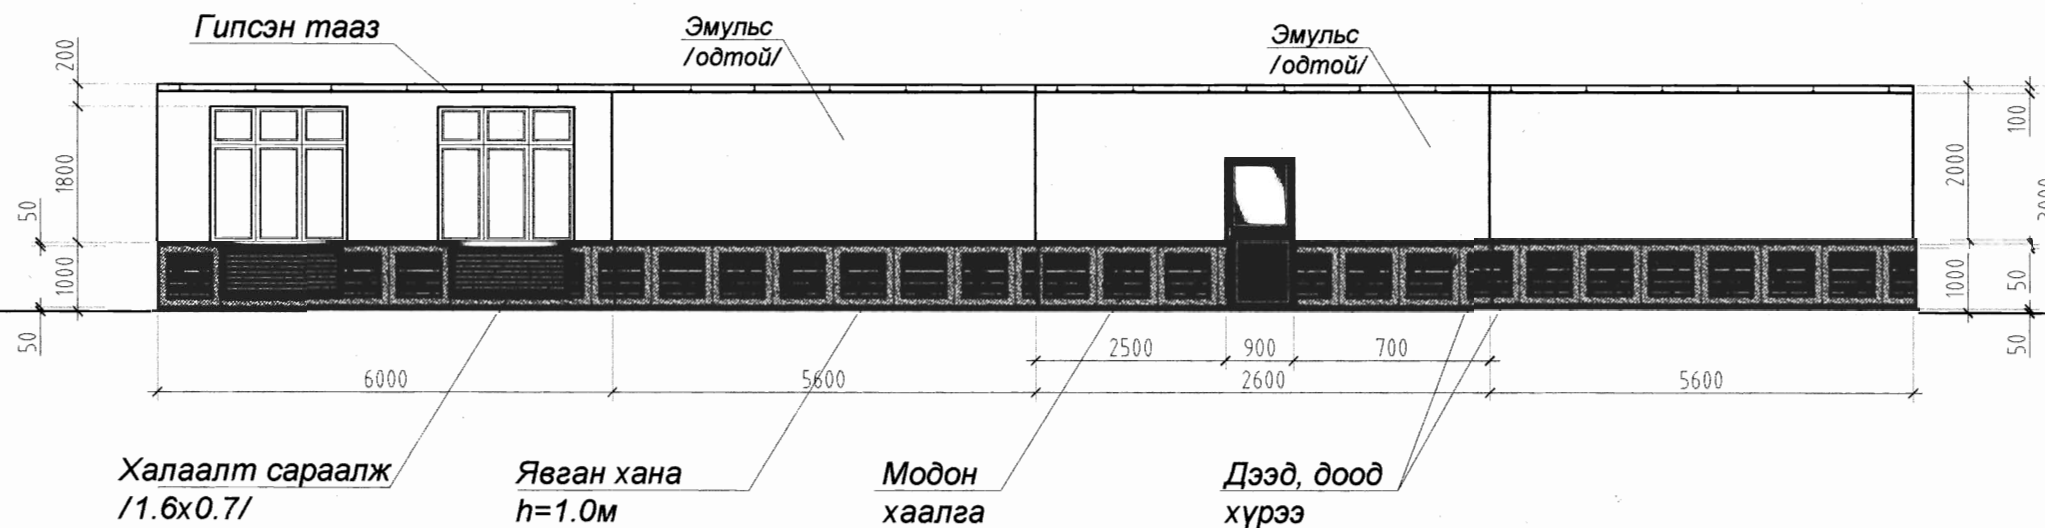 Гипсэн тааз
Эмульс
/одтой/
Эмульс
/одтой/
200
1800
50
1000
50
100
2000
1000
50
50
2500
900
700
6000
5600
2600
5600
Халаалт сараалж
/1.6x0.7/
Явган хана
h=1.0м
Модон
хаалга
Дээд, доод
хүрээ